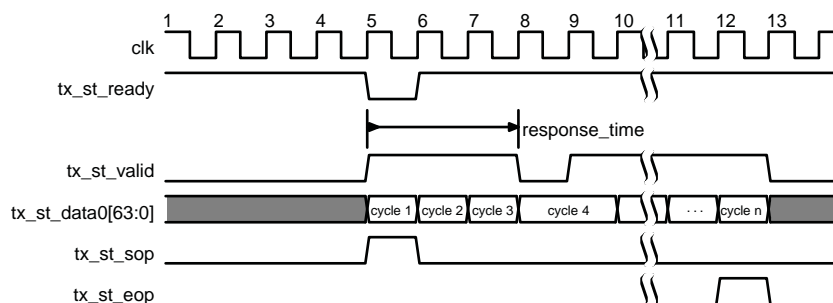 1 2 3 4 5 6 7 8 9 10 11 12 13
clk
tx_st_ready
response_time
tx_st_valid
tx_st_data0[63:0] cycle 1 cycle 2 cycle 3 cycle 4 . . . cycle n
tx_st_sop
tx_st_eop